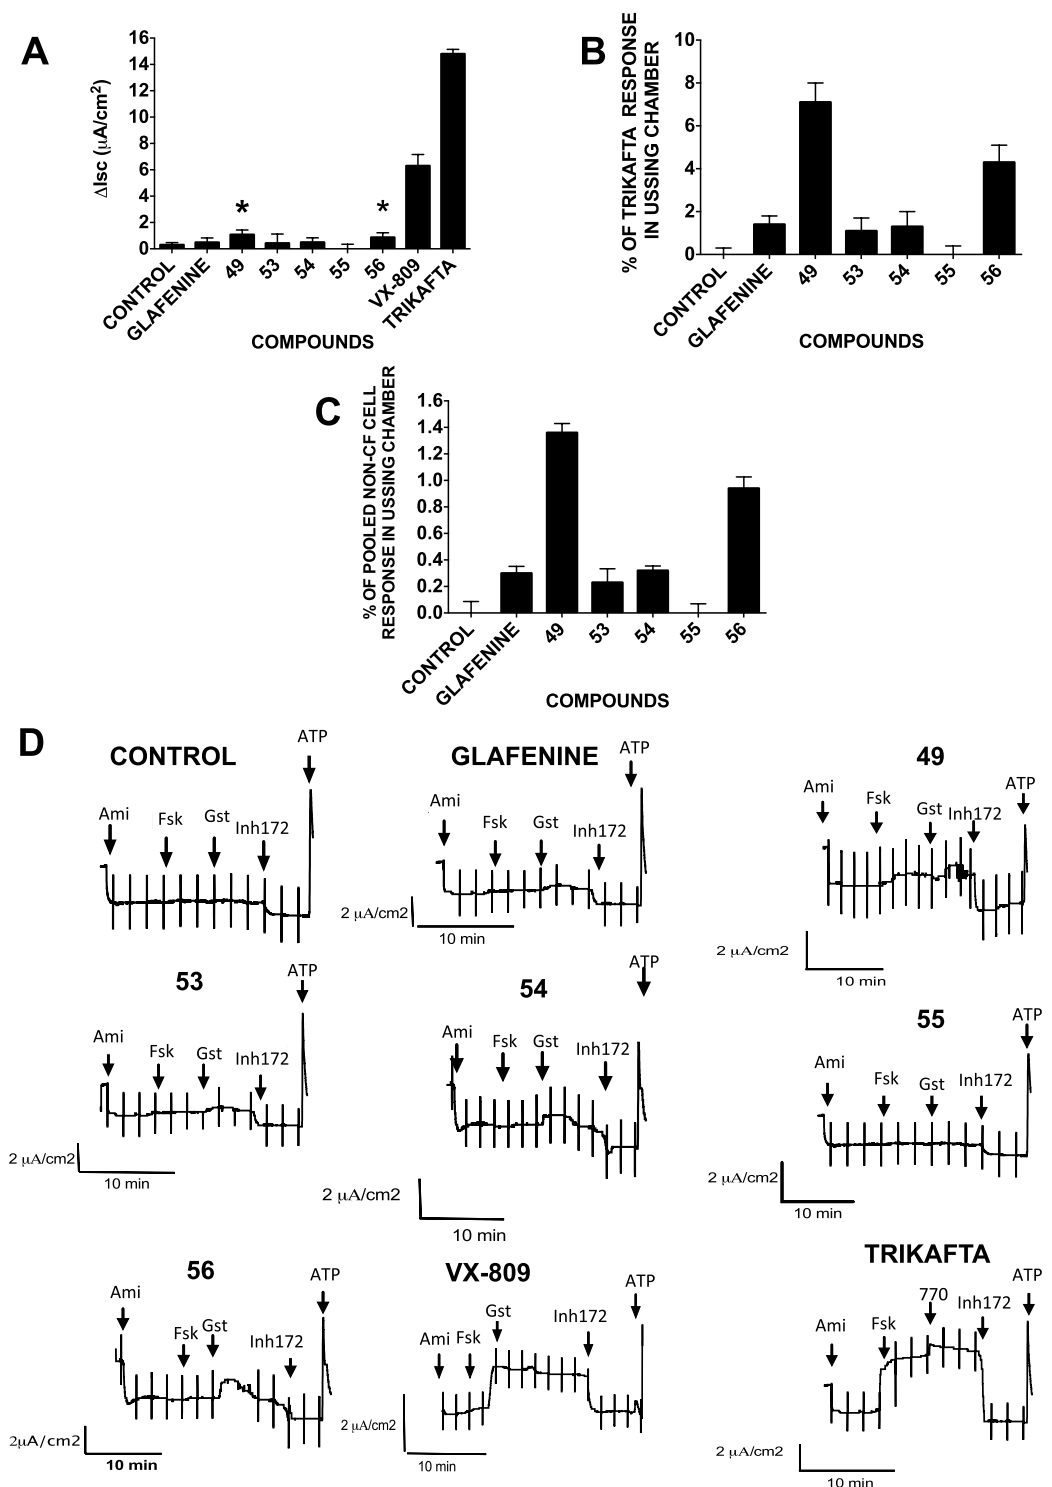 A
ΔIsc (μA/cm²)
16
14
12
10
8
6
4
2
0
*
*
CONTROL
GLAFENINE
49
53
54
55
56
VX-809
TRIKAFTA
COMPOUNDS
B
% OF TRIKAFTA RESPONSE
IN USSING CHAMBER
10
8
6
4
2
0
CONTROL
GLAFENINE
49
53
54
55
56
COMPOUNDS
C
% OF POOLED NON-CF CELL
RESPONSE IN USSING CHAMBER
1.6
1.4
1.2
1.0
0.8
0.6
0.4
0.2
0.0
CONTROL
GLAFENINE
49
53
54
55
56
COMPOUNDS
D
CONTROL
Ami
Fsk
Gst
Inh172
ATP
GLAFENINE
Ami
Fsk
Gst
Inh172
ATP
2 μA/cm2
10 min
49
Ami
Fsk
Gst
Inh172
ATP
2 μA/cm2
10 min
53
Ami
Fsk
Gst
Inh172
ATP
2 μA/cm2
10 min
54
Ami
Fsk
Gst
Inh172
ATP
2 μA/cm2
10 min
55
Ami
Fsk
Gst
Inh172
ATP
2 μA/cm2
10 min
56
Ami
Fsk
Gst
Inh172
ATP
2μA/cm2
10 min
VX-809
Ami
Fsk
Gst
Inh172
ATP
2 μA/cm2
10 min
TRIKAFTA
Ami
Fsk
770
Inh172
ATP
2 μA/cm2
10 min